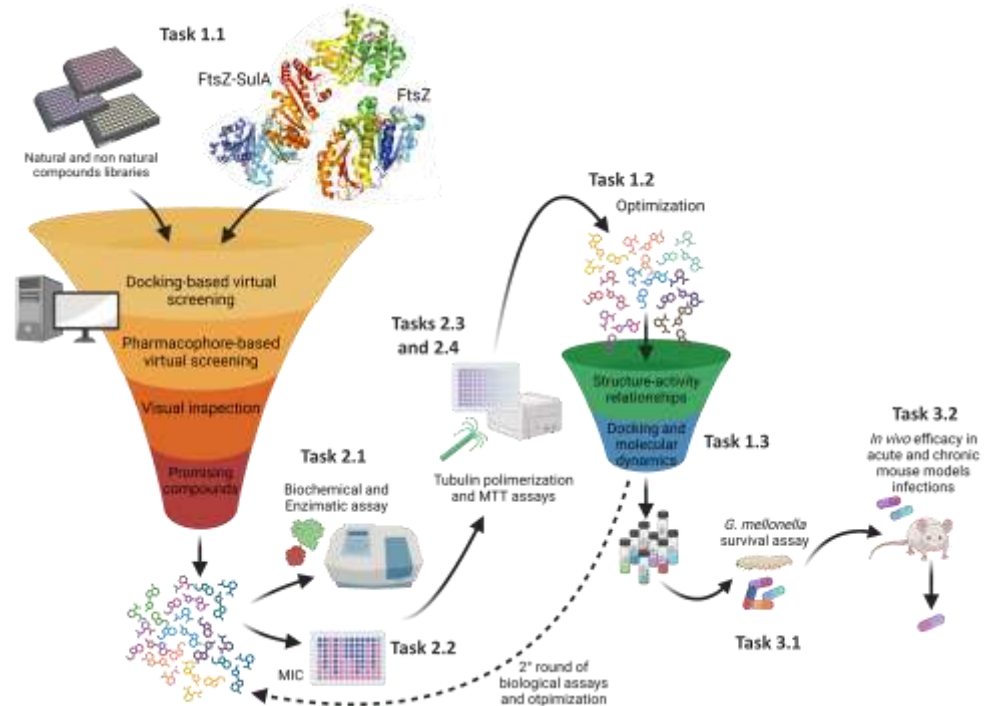 Task 1.1
FtsZ-SulA
FtsZ
Natural and non natural
compounds libraries
Docking-based virtual
screening
Pharmacophore-based
virtual screening
Visual inspection
Promising
compounds
Task 2.1
Biochemical and
Enzimatic assay
MIC
Task 2.2
Tasks 2.3
and 2.4
Tubulin polimerization
and MTT assays
Task 1.2
Optimization
Structure-activity
relationships
Docking and
molecular
dynamics
Task 1.3
2° round of
biological assays
and otpimization
G. mellonella
survival assay
Task 3.1
Task 3.2
In vivo efficacy in
acute and chronic
mouse models
infections